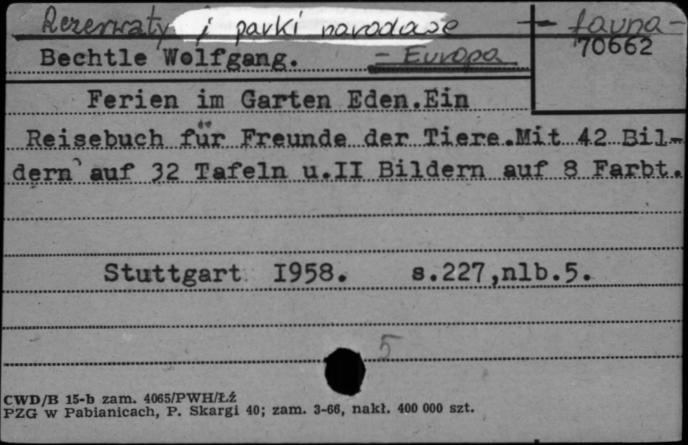 Rezerwaty i parki narodowe - fauna -
70662
Bechtle Wolfgang. - Europa
Ferien im Garten Eden.Ein
Reisebuch für Freunde der Tiere.Mit 42 Bil-
dern auf 32 Tafeln u.II Bildern auf 8 Farbt.
Stuttgart I958. s.227,nlb.5.
5
CWD/B 15-b zam. 4065/PWH/Łź
PZG w Pabianicach, P. Skargi 40; zam. 3-66, nakł. 400 000 szt.